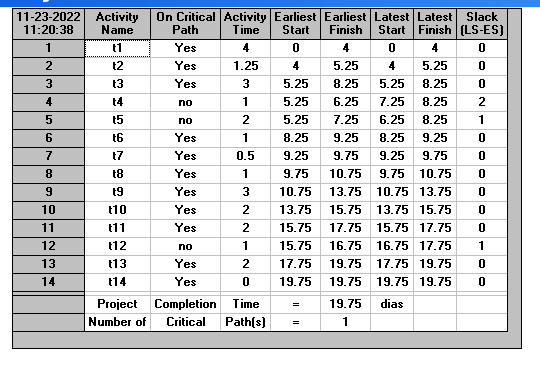 11-23-2022 Activity On Critical Activity Earliest Earliest Latest Latest Slack
11:20:38 Name Path Time Start Finish Start Finish (LS-ES)
1 t1 Yes 4 0 4 0 4 0
2 t2 Yes 1.25 4 5.25 4 5.25 0
3 t3 Yes 3 5.25 8.25 5.25 8.25 0
4 t4 no 1 5.25 6.25 7.25 8.25 2
5 t5 no 2 5.25 7.25 6.25 8.25 1
6 t6 Yes 1 8.25 9.25 8.25 9.25 0
7 t7 Yes 0.5 9.25 9.75 9.25 9.75 0
8 t8 Yes 1 9.75 10.75 9.75 10.75 0
9 t9 Yes 3 10.75 13.75 10.75 13.75 0
10 t10 Yes 2 13.75 15.75 13.75 15.75 0
11 t11 Yes 2 15.75 17.75 15.75 17.75 0
12 t12 no 1 15.75 16.75 16.75 17.75 1
13 t13 Yes 2 17.75 19.75 17.75 19.75 0
14 t14 Yes 0 19.75 19.75 19.75 19.75 0
Project Completion Time = 19.75 dias
Number of Critical Path(s) = 1